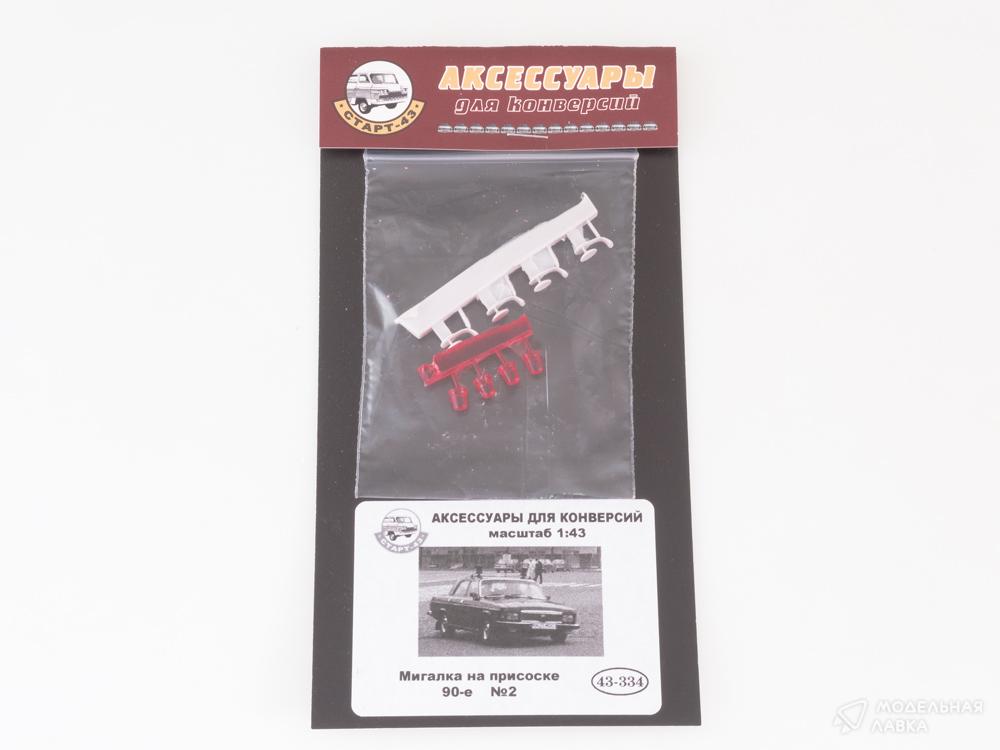 АКСЕССУАРЫ
для конверсий
СТАРТ-43
АКСЕССУАРЫ ДЛЯ КОНВЕРСИЙ
масштаб 1:43
СТАРТ-43
Мигалка на присоске
90-е №2
43-334
МОДЕЛЬНАЯ
ЛАВКА